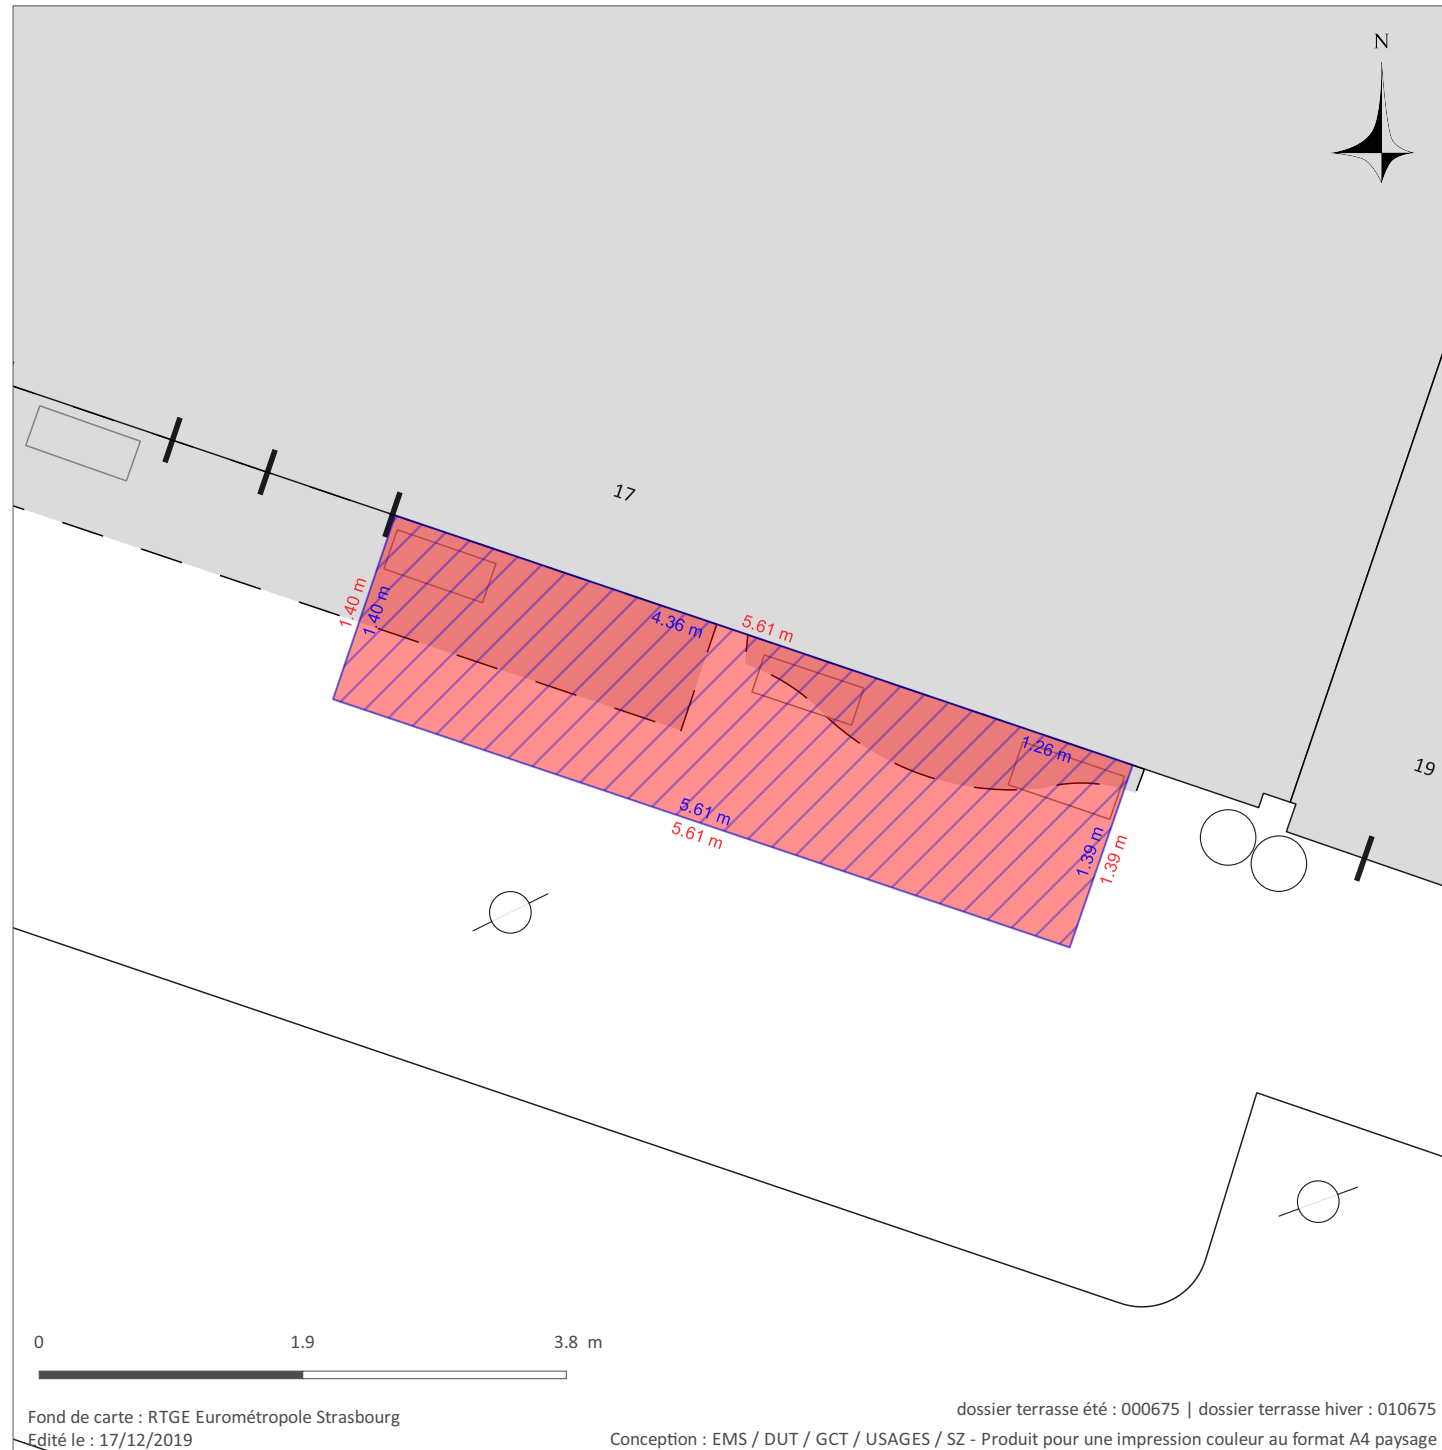 N
17
1.40 m
1.40 m
4.36 m
5.61 m
1.26 m
19
5.61 m
5.61 m
1.39 m
1.39 m
0 1.9 3.8 m
Fond de carte : RTGE Eurométropole Strasbourg
Edité le : 17/12/2019
dossier terrasse été : 000675 | dossier terrasse hiver : 010675
Conception : EMS / DUT / GCT / USAGES / SZ - Produit pour une impression couleur au format A4 paysage